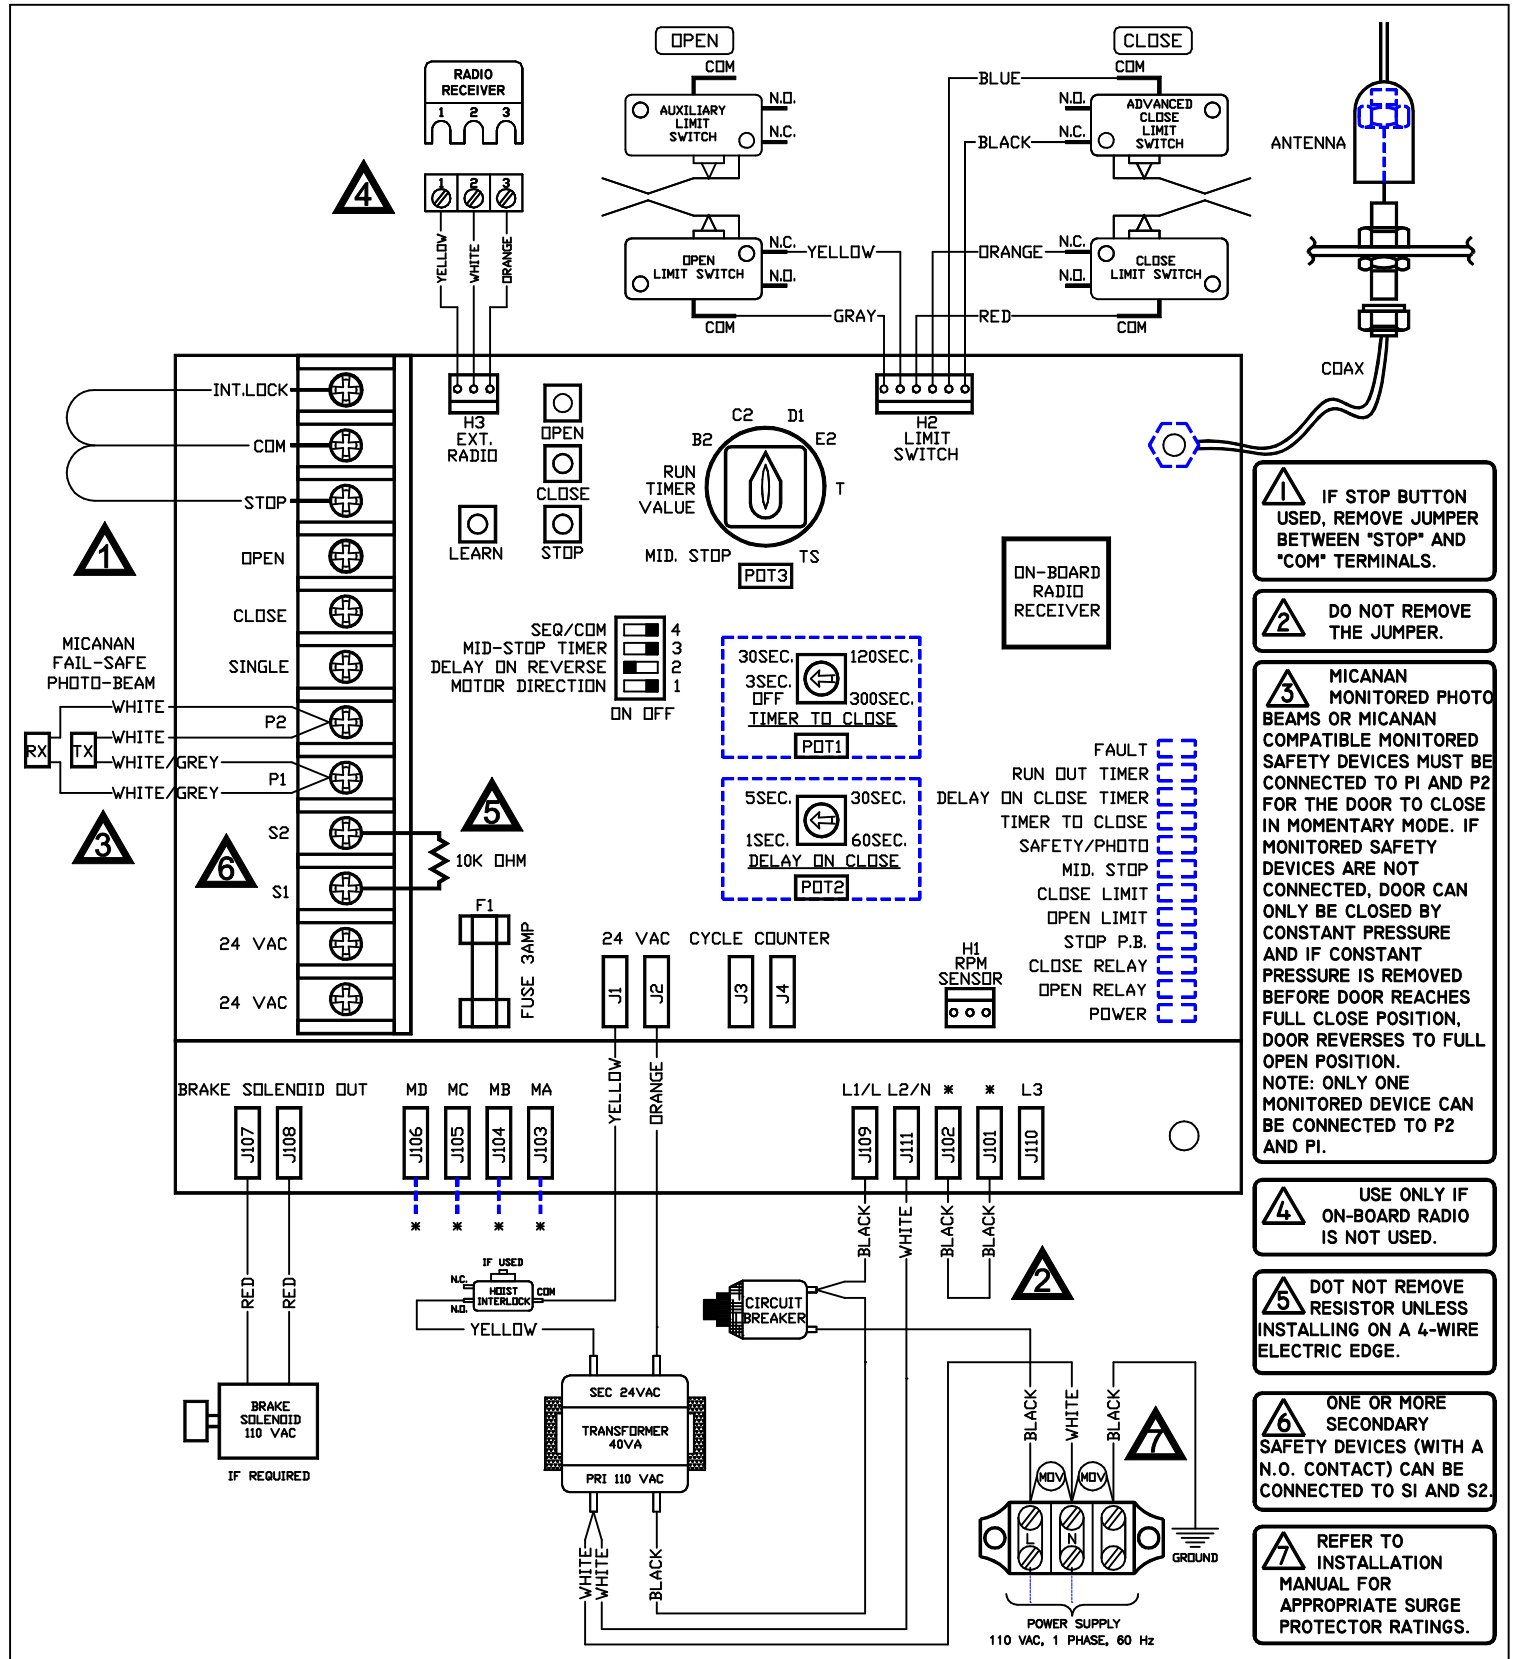 OPEN
CLOSE
COM
COM
RADIO
RECEIVER
1 2 3
AUXILIARY
LIMIT
SWITCH
N.O.
N.C.
BLUE
BLACK
N.O.
N.C.
ADVANCED
CLOSE
LIMIT
SWITCH
ANTENNA
4
1 2 3
YELLOW
WHITE
ORANGE
OPEN
LIMIT SWITCH
N.C.
N.O.
COM
YELLOW
GRAY
ORANGE
RED
N.C.
N.O.
CLOSE
LIMIT SWITCH
COM
COAX
INT.LOCK
COM
STOP
OPEN
CLOSE
SINGLE
P2
P1
S2
S1
24 VAC
24 VAC
1
MICANAN
FAIL-SAFE
PHOTO-BEAM
WHITE
WHITE
WHITE/GREY
WHITE/GREY
RX
TX
3
6
5
10K OHM
H3
EXT.
RADIO
OPEN
CLOSE
STOP
LEARN
H2
LIMIT
SWITCH
RUN
TIMER
VALUE
B2
C2
D1
E2
T
TS
MID. STOP
POT3
ON-BOARD
RADIO
RECEIVER
SEQ/COM 4
MID-STOP TIMER 3
DELAY ON REVERSE 2
MOTOR DIRECTION 1
ON OFF
30SEC. 120SEC.
3SEC.
OFF 300SEC.
TIMER TO CLOSE
POT1
5SEC. 30SEC.
1SEC. 60SEC.
DELAY ON CLOSE
POT2
FAULT
RUN OUT TIMER
DELAY ON CLOSE TIMER
TIMER TO CLOSE
SAFETY/PHOTO
MID. STOP
CLOSE LIMIT
OPEN LIMIT
STOP P.B.
CLOSE RELAY
OPEN RELAY
POWER
F1
FUSE 3AMP
24 VAC
J1
J2
CYCLE COUNTER
J3
J4
H1
RPM
SENSOR
BRAKE SOLENOID OUT
J107
J108
MD MC MB MA
J106
J105
J104
J103
* * * *
YELLOW
ORANGE
L1/L L2/N * * L3
J109
J111
J102
J101
J110
BLACK
WHITE
BLACK
BLACK
2
RED
RED
BRAKE
SOLENOID
110 VAC
IF REQUIRED
IF USED
N.C.
N.O.
HOIST
INTERLOCK
COM
YELLOW
CIRCUIT
BREAKER
SEC 24VAC
TRANSFORMER
40VA
PRI 110 VAC
WHITE
WHITE
BLACK
BLACK
WHITE
BLACK
7
MOV
MOV
L
N
GROUND
POWER SUPPLY
110 VAC, 1 PHASE, 60 Hz
1 IF STOP BUTTON
USED, REMOVE JUMPER
BETWEEN "STOP" AND
"COM" TERMINALS.
2 DO NOT REMOVE
THE JUMPER.
3 MICANAN
MONITORED PHOTO
BEAMS OR MICANAN
COMPATIBLE MONITORED
SAFETY DEVICES MUST BE
CONNECTED TO P1 AND P2
FOR THE DOOR TO CLOSE
IN MOMENTARY MODE. IF
MONITORED SAFETY
DEVICES ARE NOT
CONNECTED, DOOR CAN
ONLY BE CLOSED BY
CONSTANT PRESSURE
AND IF CONSTANT
PRESSURE IS REMOVED
BEFORE DOOR REACHES
FULL CLOSE POSITION,
DOOR REVERSES TO FULL
OPEN POSITION.
NOTE: ONLY ONE
MONITORED DEVICE CAN
BE CONNECTED TO P2
AND P1.
4 USE ONLY IF
ON-BOARD RADIO
IS NOT USED.
5 DOT NOT REMOVE
RESISTOR UNLESS
INSTALLING ON A 4-WIRE
ELECTRIC EDGE.
6 ONE OR MORE
SECONDARY
SAFETY DEVICES (WITH A
N.O. CONTACT) CAN BE
CONNECTED TO S1 AND S2.
7 REFER TO
INSTALLATION
MANUAL FOR
APPROPRIATE SURGE
PROTECTOR RATINGS.